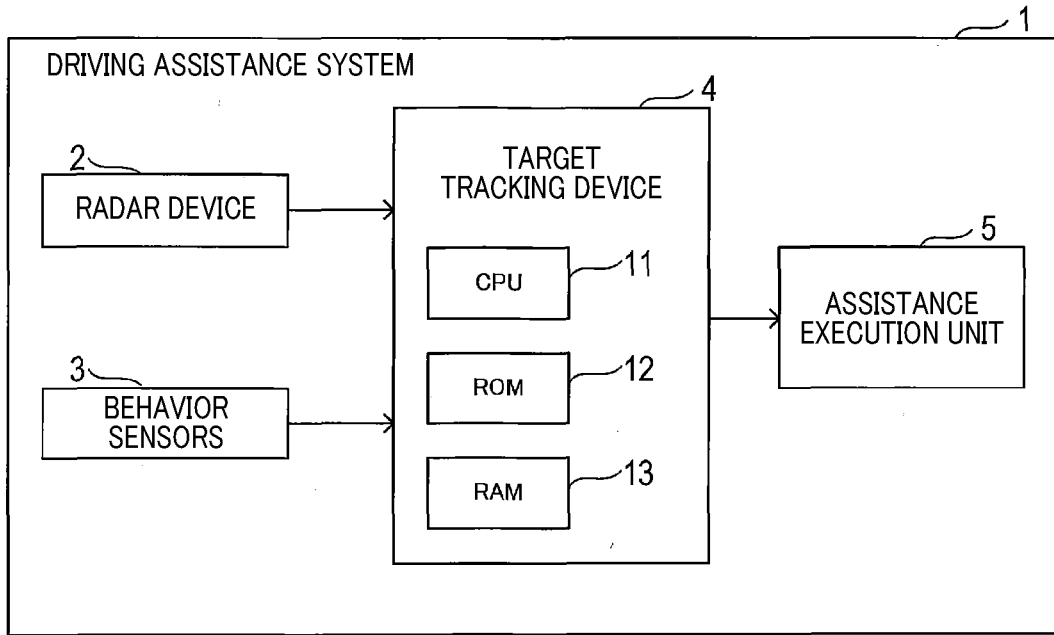 1
DRIVING ASSISTANCE SYSTEM
4
2
RADAR DEVICE
TARGET
TRACKING DEVICE
11
CPU
5
ASSISTANCE
EXECUTION UNIT
3
BEHAVIOR
SENSORS
12
ROM
13
RAM